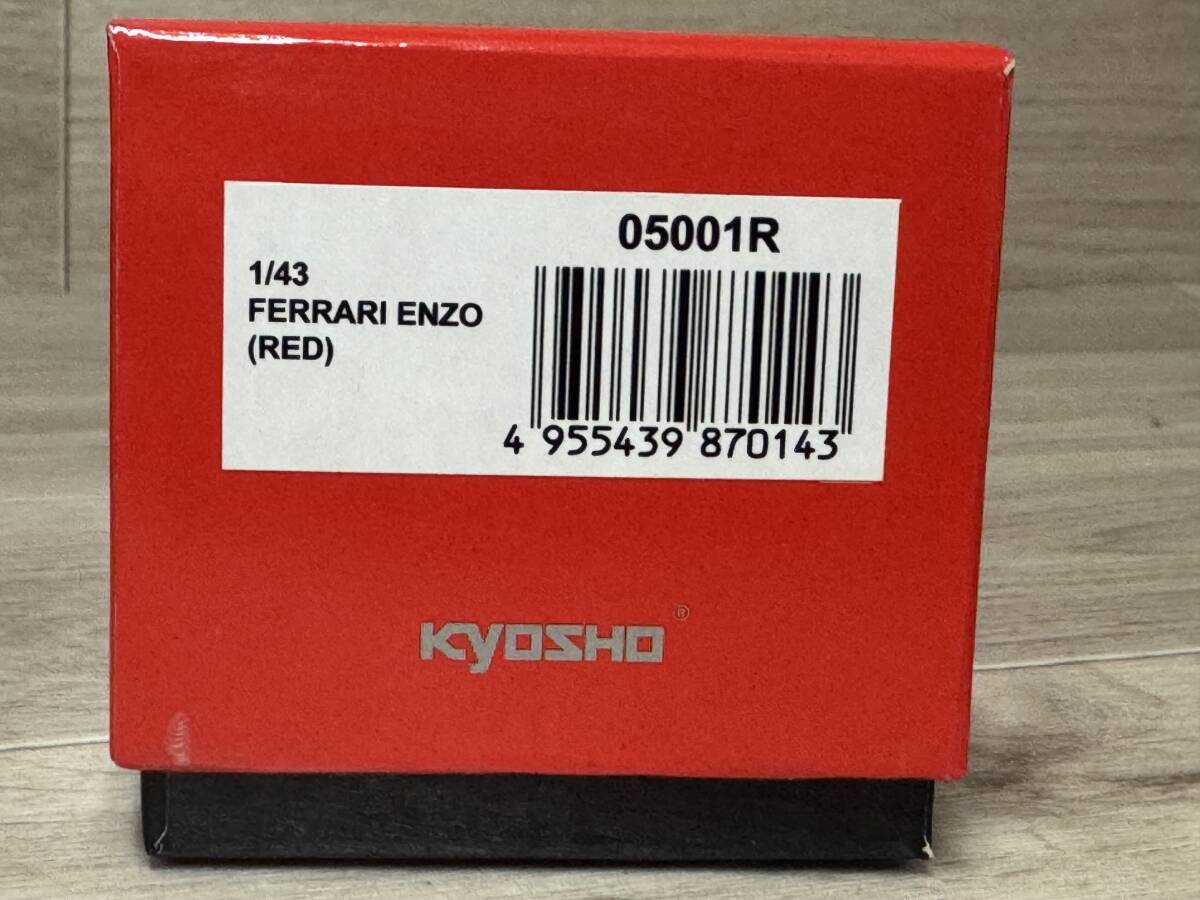 05001R
1/43
FERRARI ENZO
(RED)
4 955439 870143
KYOSHO®